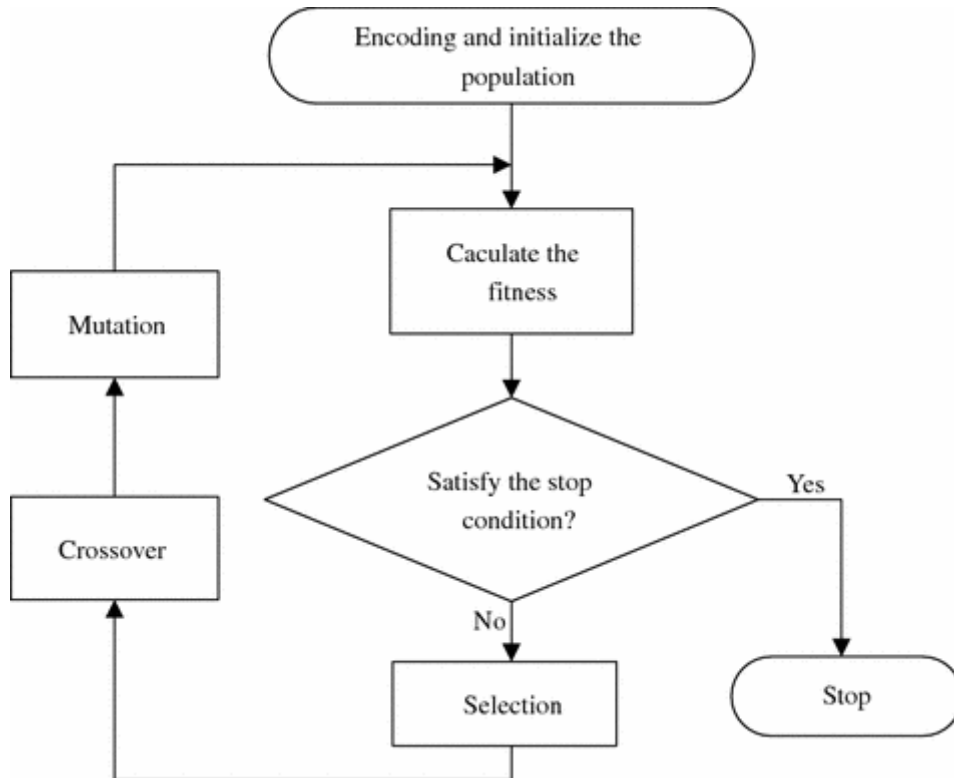 Encoding and initialize the
population
Caculate the
fitness
Mutation
Satisfy the stop
condition?
Yes
Crossover
No
Selection
Stop